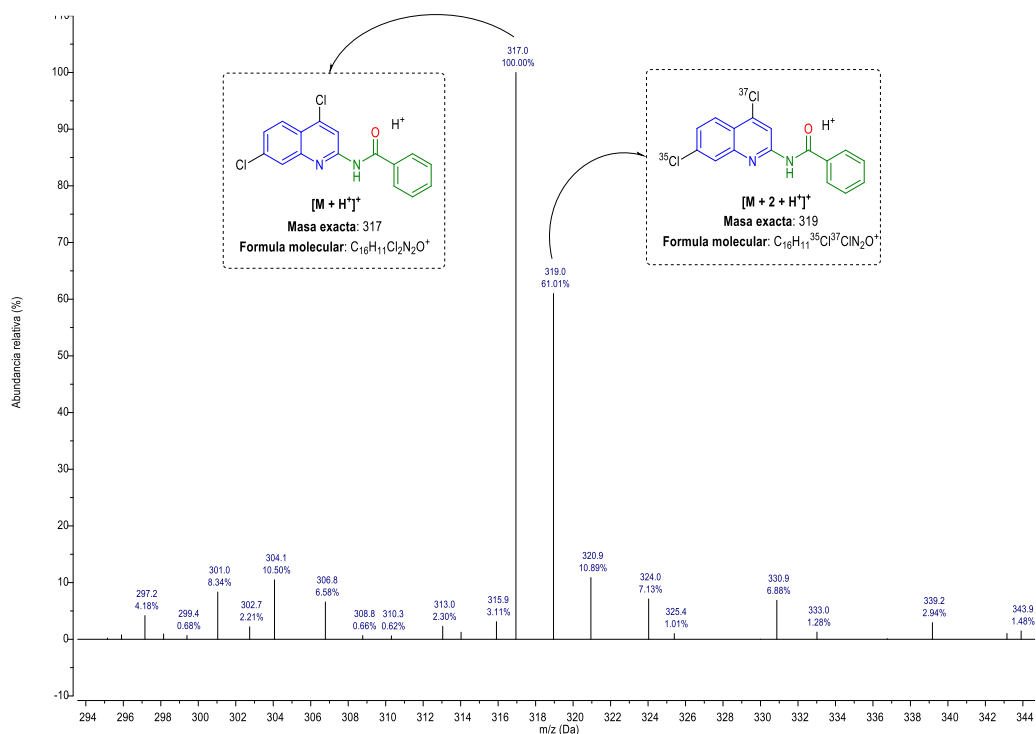 110
100
90
80
70
60
50
40
30
20
10
0
-10
Abundancia relativa (%)
317.0
100.00%
319.0
61.01%
Cl
Cl
N
N
H
O
H+
[M + H+]+
Masa exacta: 317
Formula molecular: C16H11Cl2N2O+
37Cl
35Cl
N
N
H
O
H+
[M + 2 + H+]+
Masa exacta: 319
Formula molecular: C16H11 35Cl37ClN2O+
297.2
4.18%
299.4
0.68%
301.0
8.34%
302.7
2.21%
304.1
10.50%
306.8
6.58%
308.8
0.66%
310.3
0.62%
313.0
2.30%
315.9
3.11%
320.9
10.89%
324.0
7.13%
325.4
1.01%
330.9
6.88%
333.0
1.28%
339.2
2.94%
343.9
1.48%
294 296 298 300 302 304 306 308 310 312 314 316 318 320 322 324 326 328 330 332 334 336 338 340 342 344
m/z (Da)